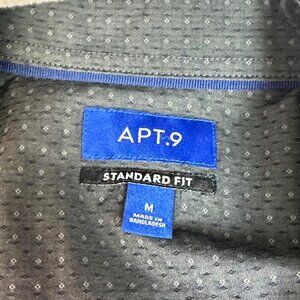 APT.9
STANDARD FIT
M
MADE IN
BANGLADESH